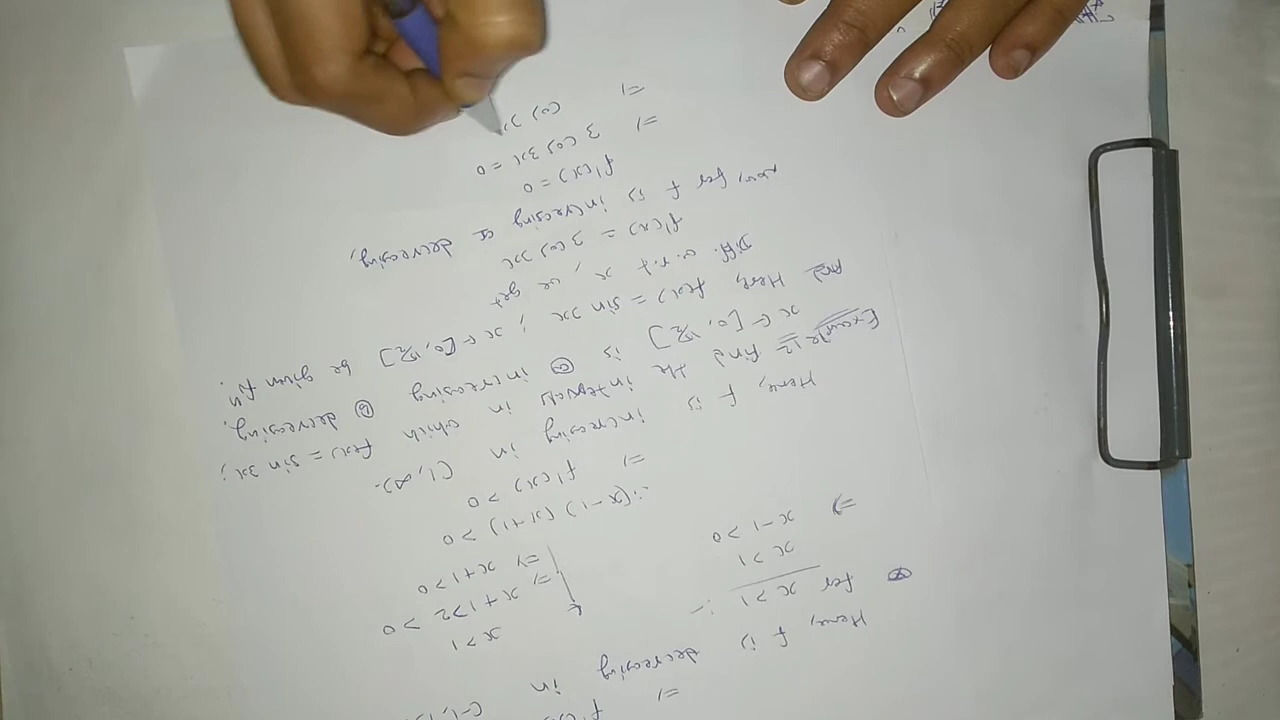 Hence, f is decreasing in (-1, 1).
for x>1 :-
x>1
=> x-1 >0
x>1
=> x+1>2 >0
=> x+1>0
∴ (x-1) (x+1) >0
=> f'(x) >0
Hence, f is increasing in (1, ∞).
Example 12 find the intervals in which f(x) = sin 3x;
x ∈ [0, π/2] is ⓐ increasing ⓑ decreasing.
Here, f(x) = sin 3x ; x ∈ [0, π/2] be given fn.
Diff. w.r.t x, we get
f'(x) = 3 cos 3x
Now, for f is increasing or decreasing,
f'(x) = 0
=> 3 cos 3x = 0
=> cos 3x